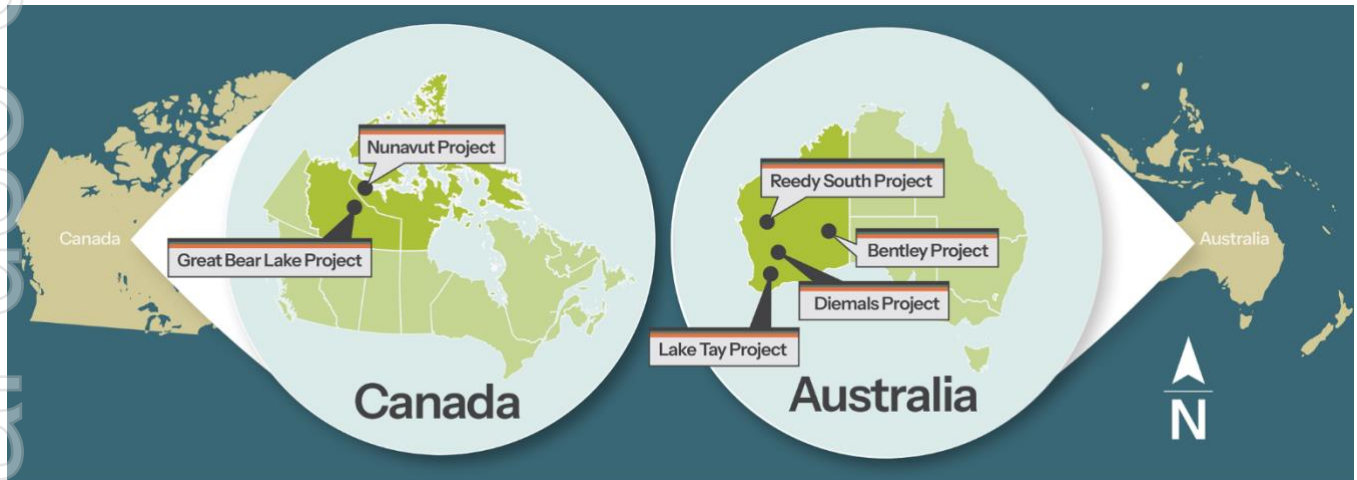 Canada
Nunavut Project
Great Bear Lake Project
Canada
Reedy South Project
Bentley Project
Diemals Project
Lake Tay Project
Australia
Australia
N